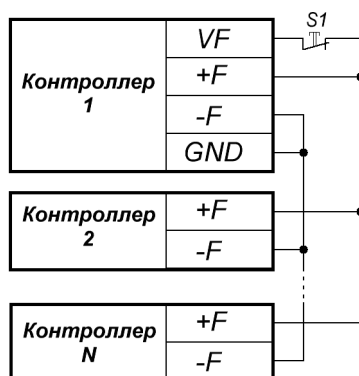 S1
VF
Контроллер
1
+F
-F
GND
Контроллер
2
+F
-F
Контроллер
N
+F
-F